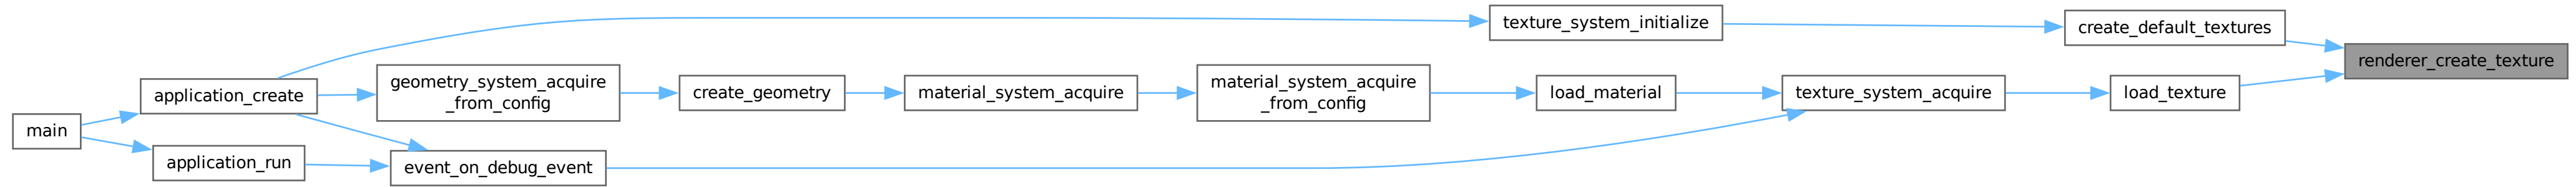 main
application_create
application_run
geometry_system_acquire
_from_config
event_on_debug_event
create_geometry
material_system_acquire
material_system_acquire
_from_config
texture_system_initialize
load_material
texture_system_acquire
create_default_textures
load_texture
renderer_create_texture